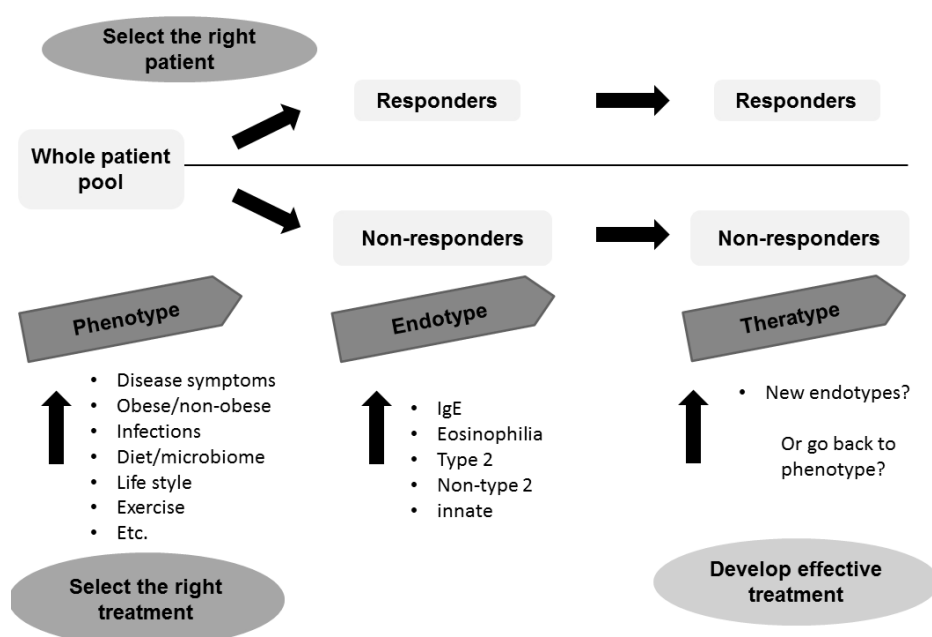 Select the right
patient
Responders
Responders
Whole patient
pool
Non-responders
Non-responders
Phenotype
Endotype
Theratype
• Disease symptoms
• Obese/non-obese
• Infections
• Diet/microbiome
• Life style
• Exercise
• Etc.
• IgE
• Eosinophilia
• Type 2
• Non-type 2
• innate
• New endotypes?
Or go back to
phenotype?
Select the right
treatment
Develop effective
treatment